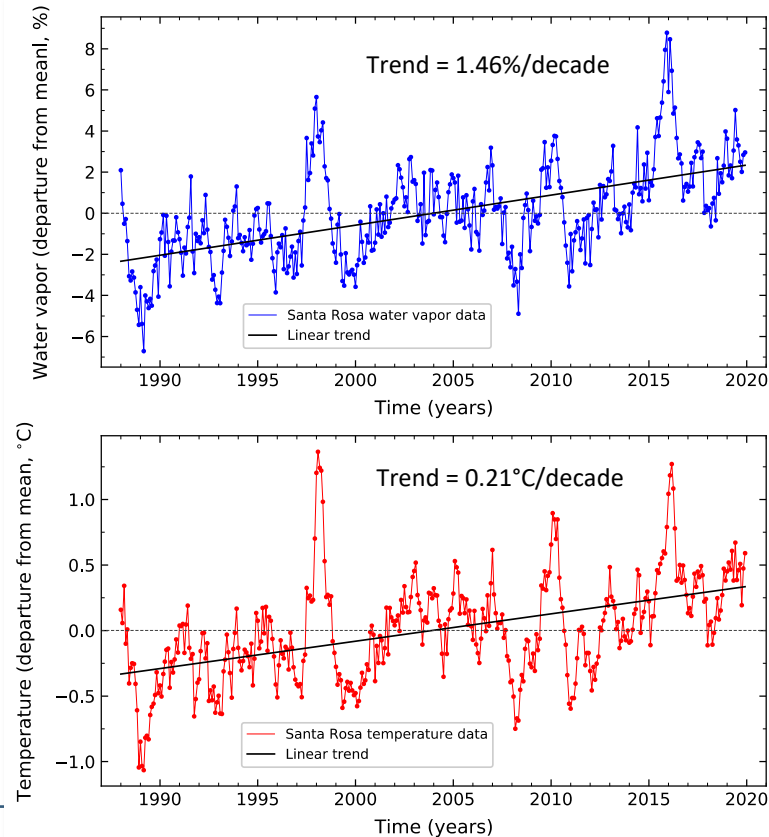 Water vapor (departure from meanl, %)
8
6
4
2
0
−2
−4
−6
Trend = 1.46%/decade
Santa Rosa water vapor data
Linear trend
1990 1995 2000 2005 2010 2015 2020
Time (years)
Temperature (departure from mean, °C)
1.0
0.5
0.0
−0.5
−1.0
Trend = 0.21°C/decade
Santa Rosa temperature data
Linear trend
1990 1995 2000 2005 2010 2015 2020
Time (years)